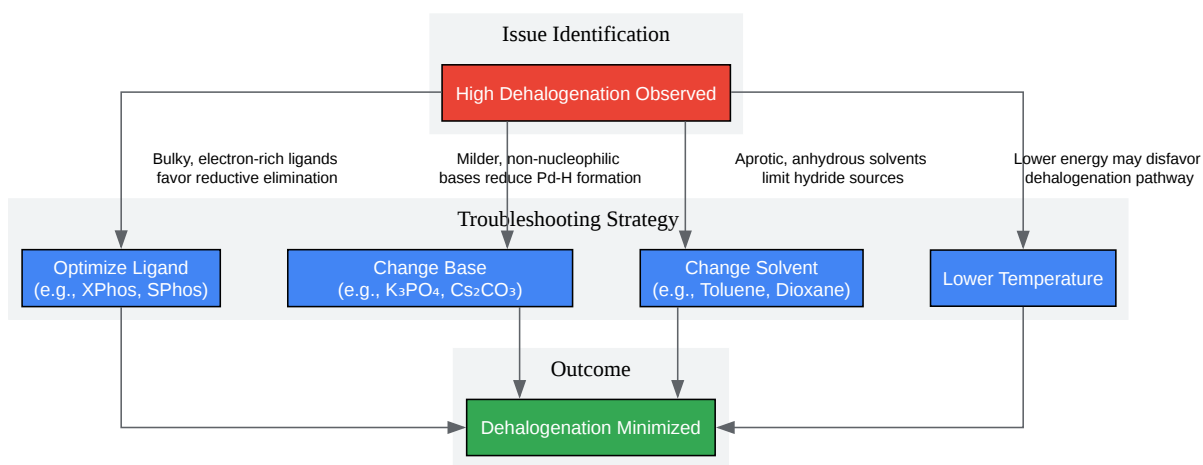 Issue Identification
High Dehalogenation Observed
Bulky, electron-rich ligands
favor reductive elimination
Milder, non-nucleophilic
bases reduce Pd-H formation
Aprotic, anhydrous solvents
limit hydride sources
Lower energy may disfavor
dehalogenation pathway
Troubleshooting Strategy
Optimize Ligand
(e.g., XPhos, SPhos)
Change Base
(e.g., K₃PO₄, Cs₂CO₃)
Change Solvent
(e.g., Toluene, Dioxane)
Lower Temperature
Outcome
Dehalogenation Minimized